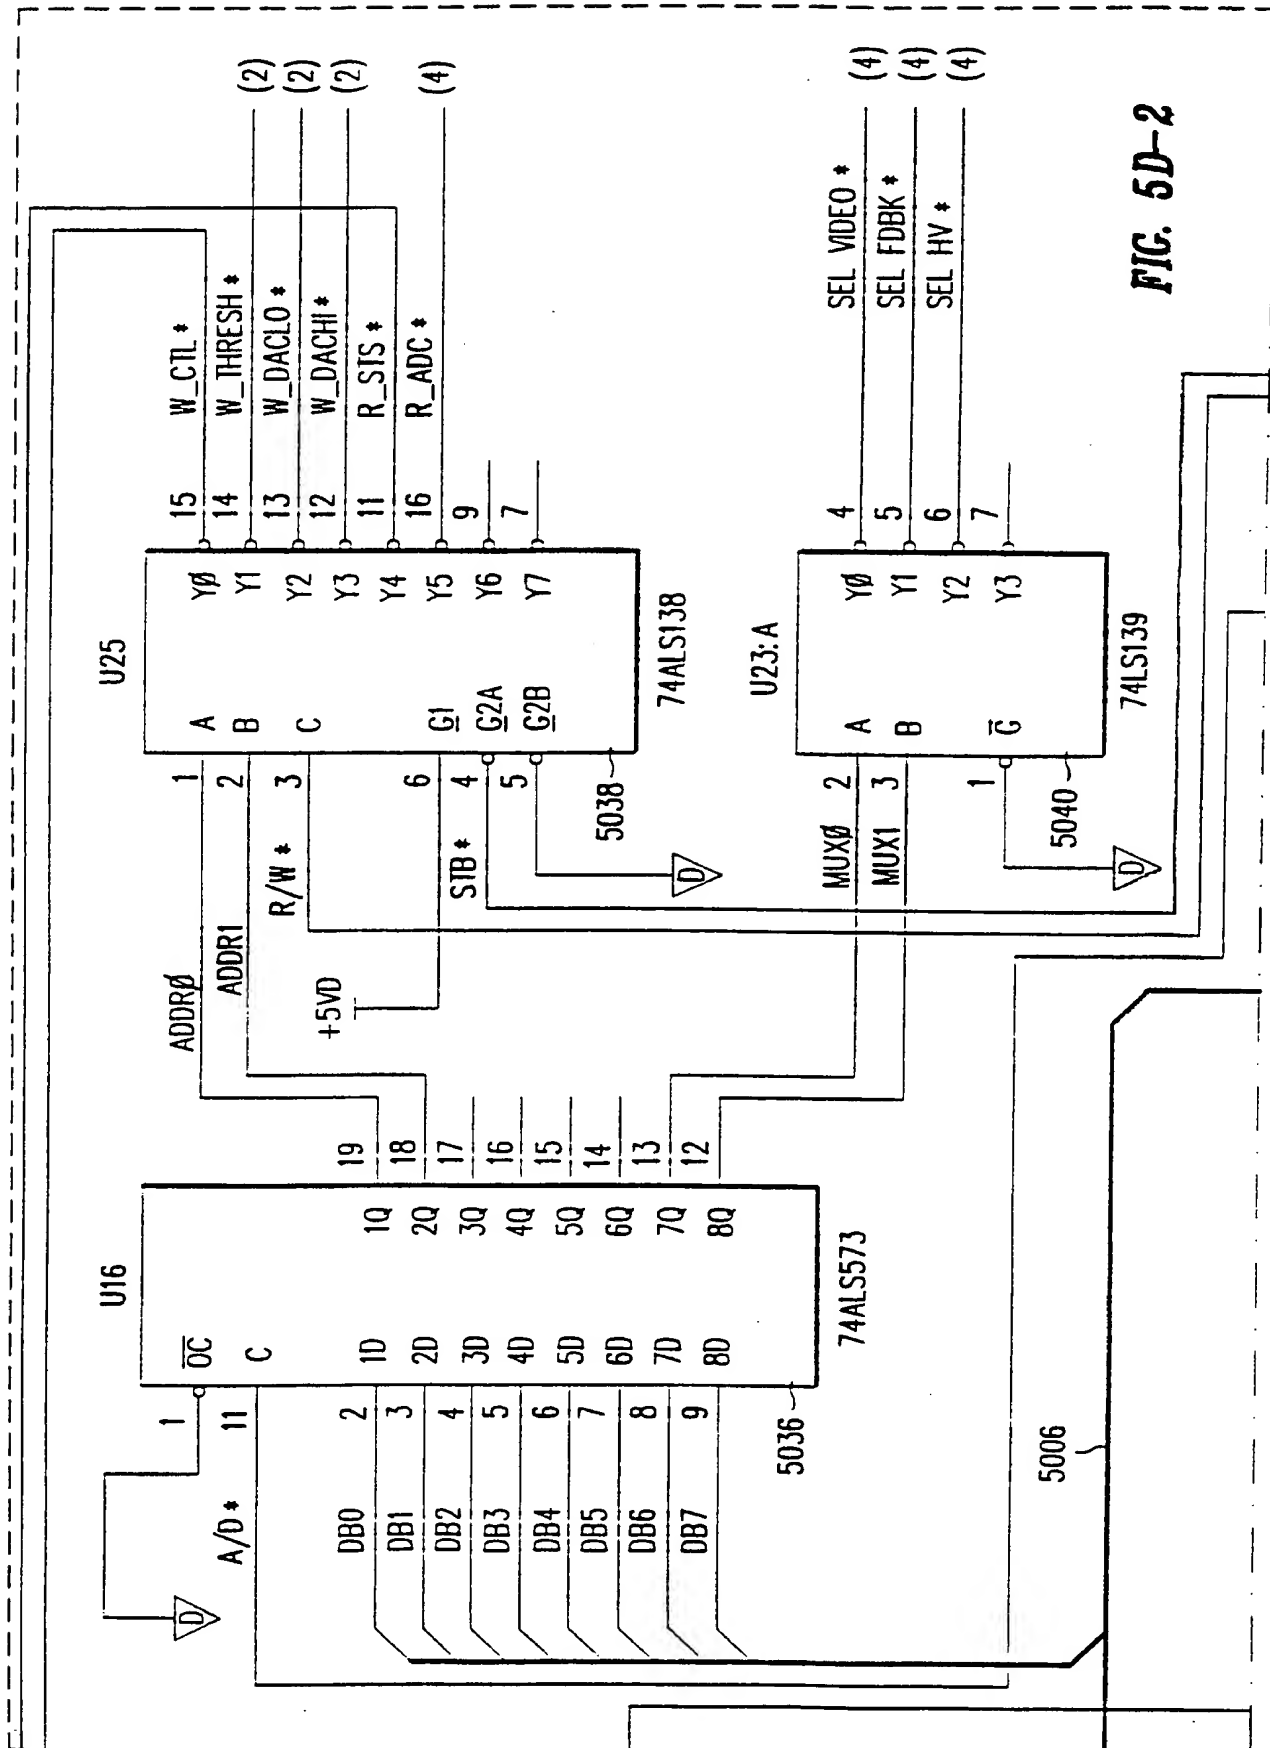 U16
OC
C
1D 1Q
2D 2Q
3D 3Q
4D 4Q
5D 5Q
6D 6Q
7D 7Q
8D 8Q
74ALS573
5036
1
11
2
3
4
5
6
7
8
9
D
A/D*
DB0
DB1
DB2
DB3
DB4
DB5
DB6
DB7
19
18
17
16
15
14
13
12
5006
ADDRØ
ADDR1
R/W*
+5VD
STB*
D
1
2
3
6
4
5
U25
A YØ
B Y1
C Y2
Y3
Y4
G1 Y5
G2A Y6
G2B Y7
74ALS138
5038
15 W_CTL*
14 W_THRESH*
13 W_DACLO*
12 W_DACHI*
11 R_STS*
16 R_ADC*
9
7
(2)
(2)
(2)
(4)
MUXØ
MUX1
2
3
1
D
U23:A
A YØ
B Y1
Y2
G Y3
74LS139
5040
4 SEL VIDEO*
5 SEL FDBK*
6 SEL HV*
7
(4)
(4)
(4)
FIG. 5D-2